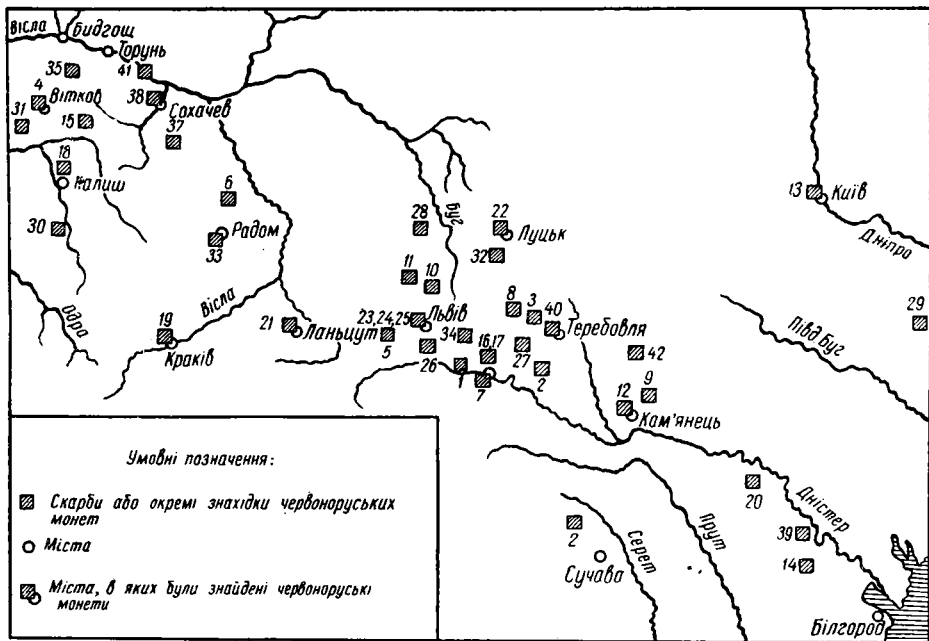 Вісла
Бидгощ
Торунь
35
41
4
Вітков
38
Сохачев
31
15
37
18
Калиш
6
30
Радом
33
Буг
28
22
Луцьк
32
13
Київ
Дніпро
11
10
Одра
Вісла
19
Краків
21
Ланьцут
23, 24, 25
Львів
5
34
26
1
16,17
7
8
3
40
Теребовля
27
2
42
9
12
Кам'янець
Півд Буг
29
20
Дністер
39
14
Білгород
2
Сучава
Серет
Прут
Умовні позначення:
Скарби або окремі знахідки червоноруських
монет
Міста
Міста, в яких були знайдені червоноруські
монети